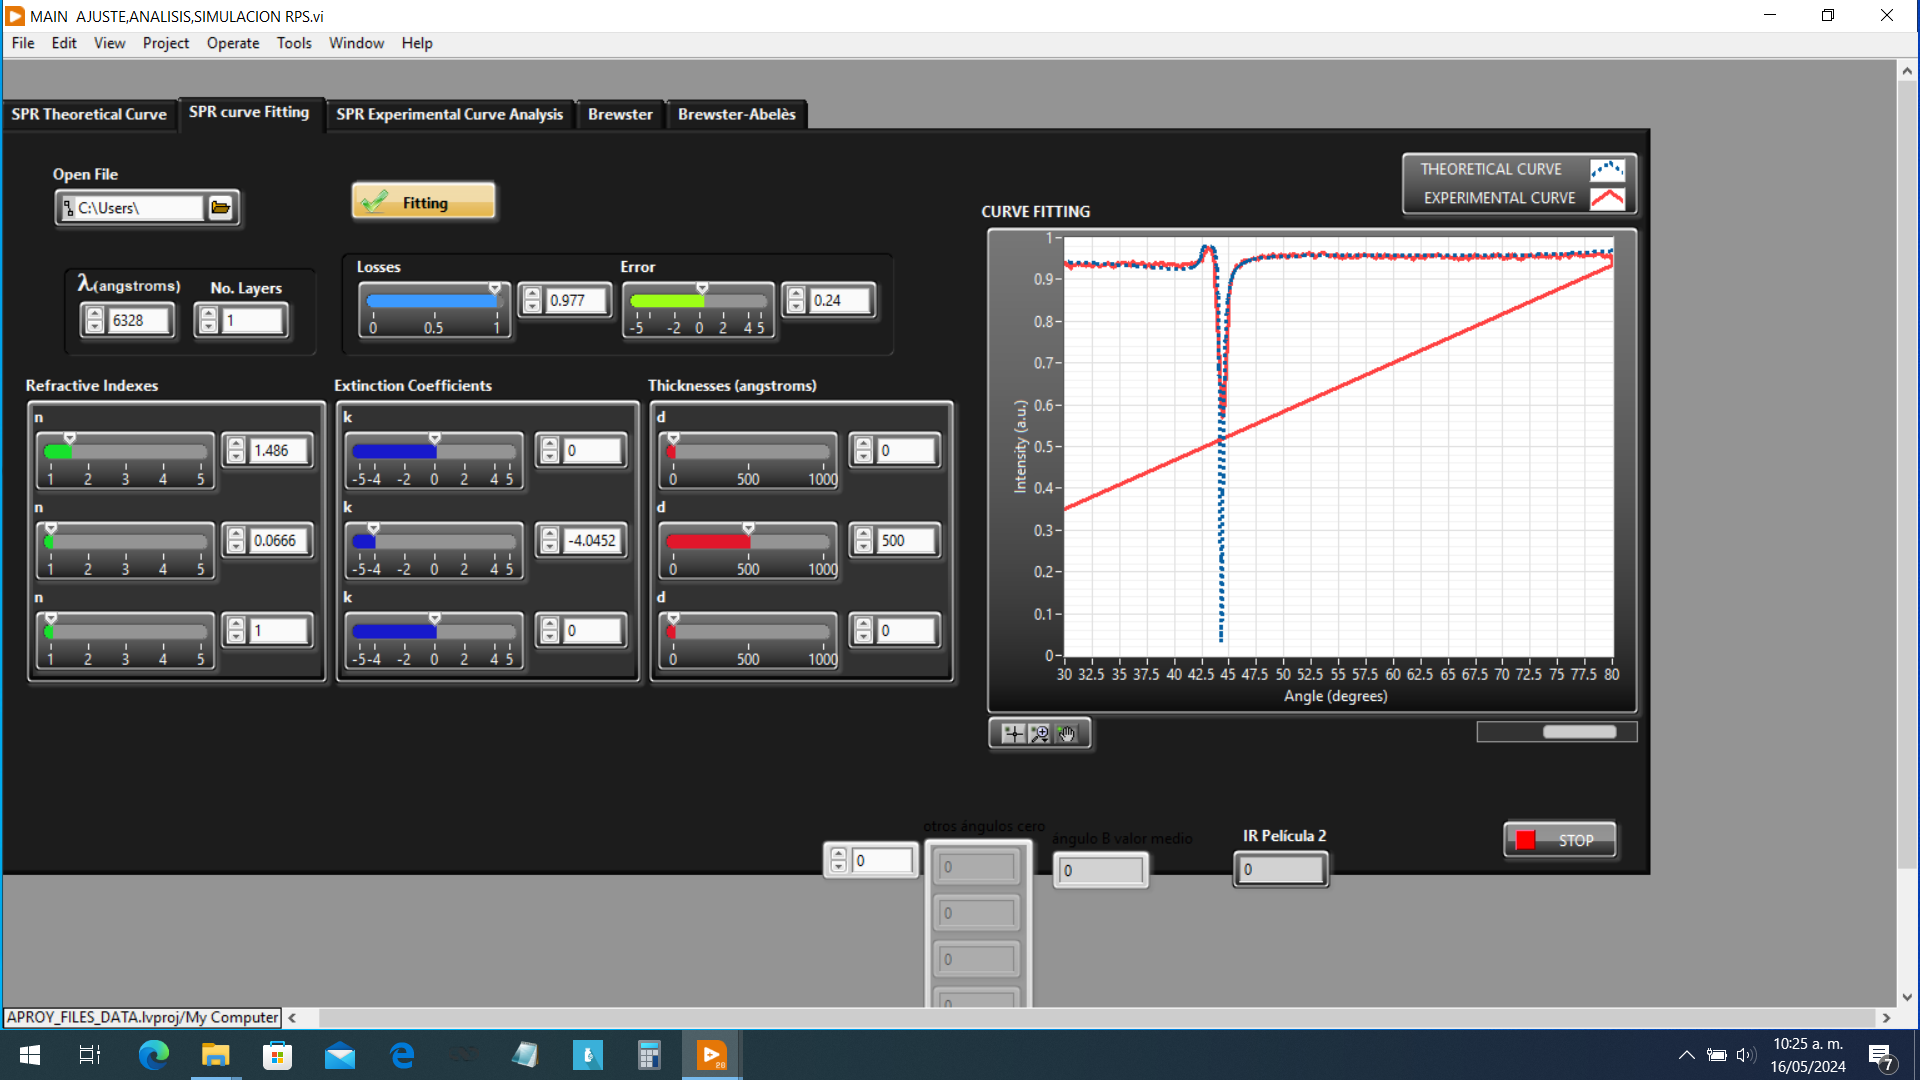 MAIN  AJUSTE,ANALISIS,SIMULACION RPS.vi
File Edit View Project Operate Tools Window Help
SPR Theoretical Curve SPR curve Fitting SPR Experimental Curve Analysis Brewster Brewster-Abelès
Open File
C:\Users\
Fitting
λ(angstroms) No. Layers
6328 1
Losses Error
0.977 0.24
0 0.5 1 -5 -2 0 2 4 5
Refractive Indexes Extinction Coefficients Thicknesses (angstroms)
n k d
1.486 0 0
1 2 3 4 5 -5 -4 -2 0 2 4 5 0 500 1000
n k d
0.0666 -4.0452 500
1 2 3 4 5 -5 -4 -2 0 2 4 5 0 500 1000
n k d
1 0 0
1 2 3 4 5 -5 -4 -2 0 2 4 5 0 500 1000
THEORETICAL CURVE
EXPERIMENTAL CURVE
CURVE FITTING
1
0.9
0.8
0.7
0.6
0.5
0.4
0.3
0.2
0.1
0
Intensity (a.u.)
30 32.5 35 37.5 40 42.5 45 47.5 50 52.5 55 57.5 60 62.5 65 67.5 70 72.5 75 77.5 80
Angle (degrees)
otros ángulos cero
ángulo B valor medio
IR Película 2
STOP
0 0 0 0
0
0
0
APROY_FILES_DATA.lvproj/My Computer
20
10:25 a. m.
16/05/2024
7